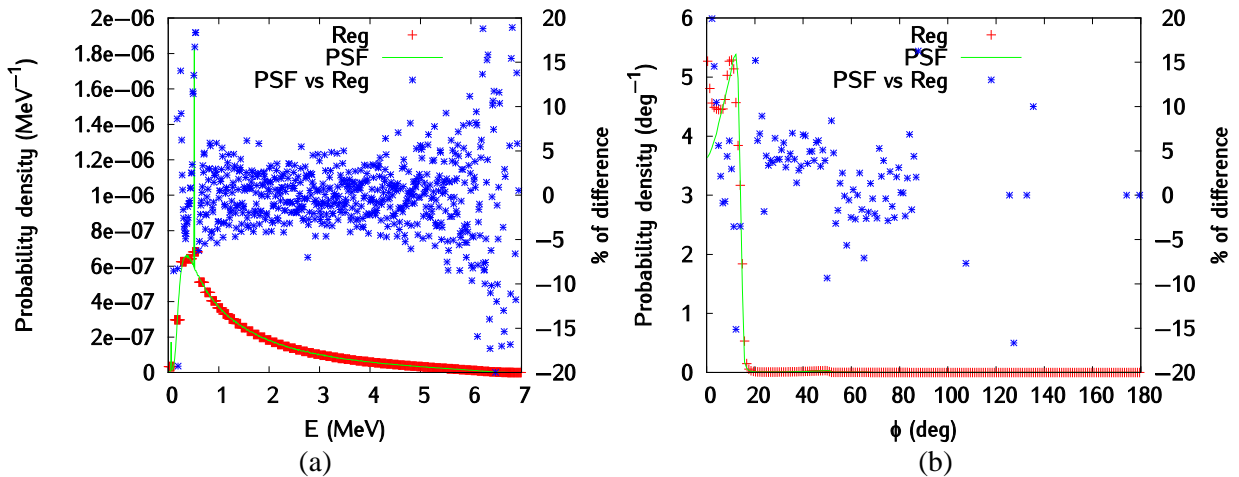 Reg
PSF
PSF vs Reg
Probability density (MeV−1)
2e−06
1.8e−06
1.6e−06
1.4e−06
1.2e−06
1e−06
8e−07
6e−07
4e−07
2e−07
0
20
15
10
5
0
−5
−10
−15
−20
% of difference
0 1 2 3 4 5 6 7
E (MeV)
(a)
Reg
PSF
PSF vs Reg
Probability density (deg−1)
6
5
4
3
2
1
0
20
15
10
5
0
−5
−10
−15
−20
% of difference
0 20 40 60 80 100 120 140 160 180
ϕ (deg)
(b)